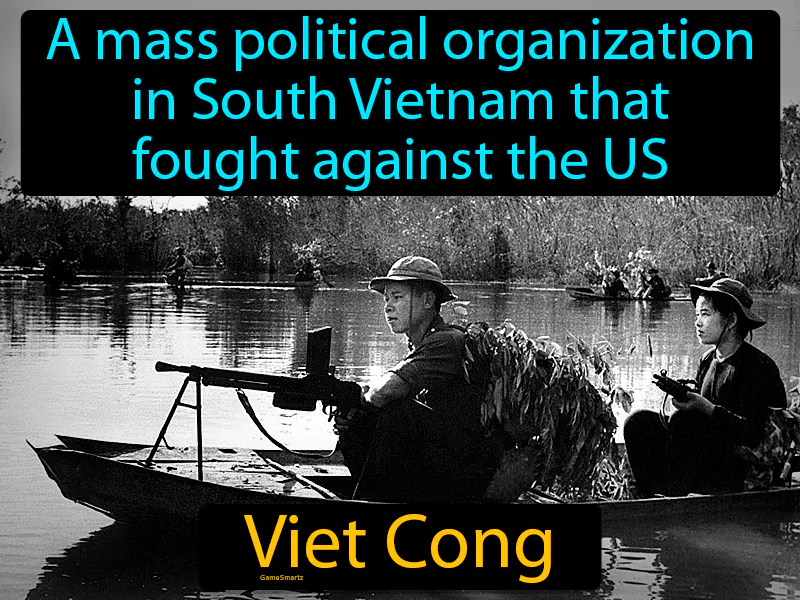 A mass political organization
in South Vietnam that
fought against the US
Viet Cong
GameSmartz